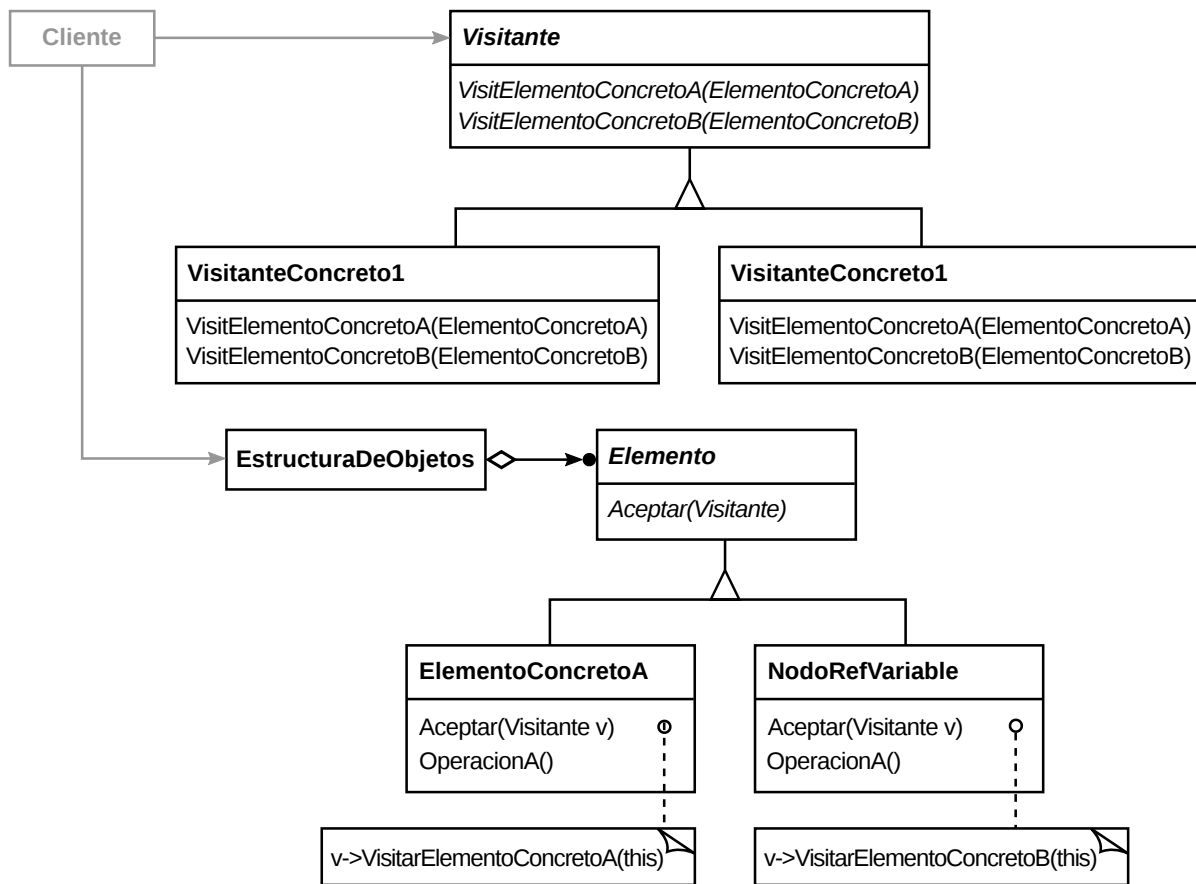 Cliente
Visitante
VisitElementoConcretoA(ElementoConcretoA)
VisitElementoConcretoB(ElementoConcretoB)
VisitanteConcreto1
VisitElementoConcretoA(ElementoConcretoA)
VisitElementoConcretoB(ElementoConcretoB)
VisitanteConcreto1
VisitElementoConcretoA(ElementoConcretoA)
VisitElementoConcretoB(ElementoConcretoB)
EstructuraDeObjetos
Elemento
Aceptar(Visitante)
ElementoConcretoA
Aceptar(Visitante v)
OperacionA()
NodoRefVariable
Aceptar(Visitante v)
OperacionA()
v->VisitarElementoConcretoA(this)
v->VisitarElementoConcretoB(this)